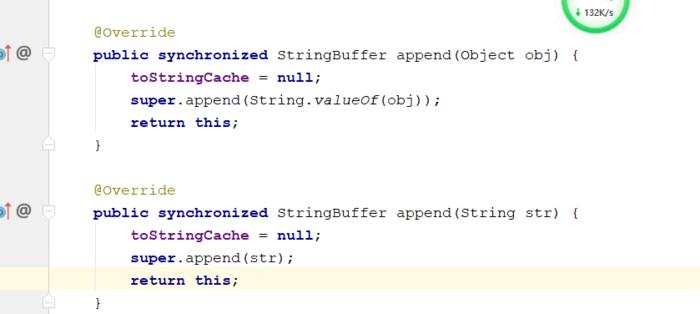 132K/s
@Override
@ public synchronized StringBuffer append(Object obj) {
toStringCache = null;
super.append(String.valueOf(obj));
return this;
}
@Override
@ public synchronized StringBuffer append(String str) {
toStringCache = null;
super.append(str);
return this;
}